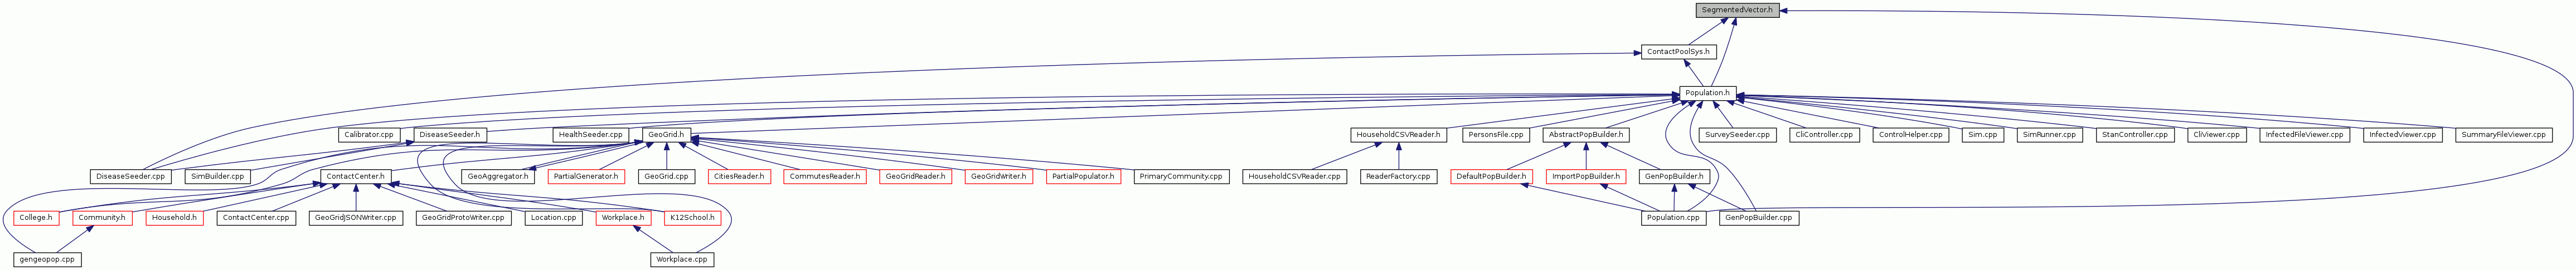 SegmentedVector.h
ContactPoolSys.h
Population.h
Calibrator.cpp
DiseaseSeeder.h
HealthSeeder.cpp
GeoGrid.h
HouseholdCSVReader.h
PersonsFile.cpp
AbstractPopBuilder.h
SurveySeeder.cpp
CliController.cpp
ControlHelper.cpp
Sim.cpp
SimRunner.cpp
StanController.cpp
CliViewer.cpp
InfectedFileViewer.cpp
InfectedViewer.cpp
SummaryFileViewer.cpp
DiseaseSeeder.cpp
SimBuilder.cpp
ContactCenter.h
GeoAggregator.h
PartialGenerator.h
GeoGrid.cpp
CitiesReader.h
CommutesReader.h
GeoGridReader.h
GeoGridWriter.h
PartialPopulator.h
PrimaryCommunity.cpp
HouseholdCSVReader.cpp
ReaderFactory.cpp
DefaultPopBuilder.h
ImportPopBuilder.h
GenPopBuilder.h
College.h
Community.h
Household.h
ContactCenter.cpp
GeoGridJSONWriter.cpp
GeoGridProtoWriter.cpp
Location.cpp
Workplace.h
K12School.h
Population.cpp
GenPopBuilder.cpp
gengeopop.cpp
Workplace.cpp